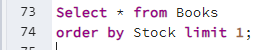 73 Select * from Books
74 order by Stock limit 1;